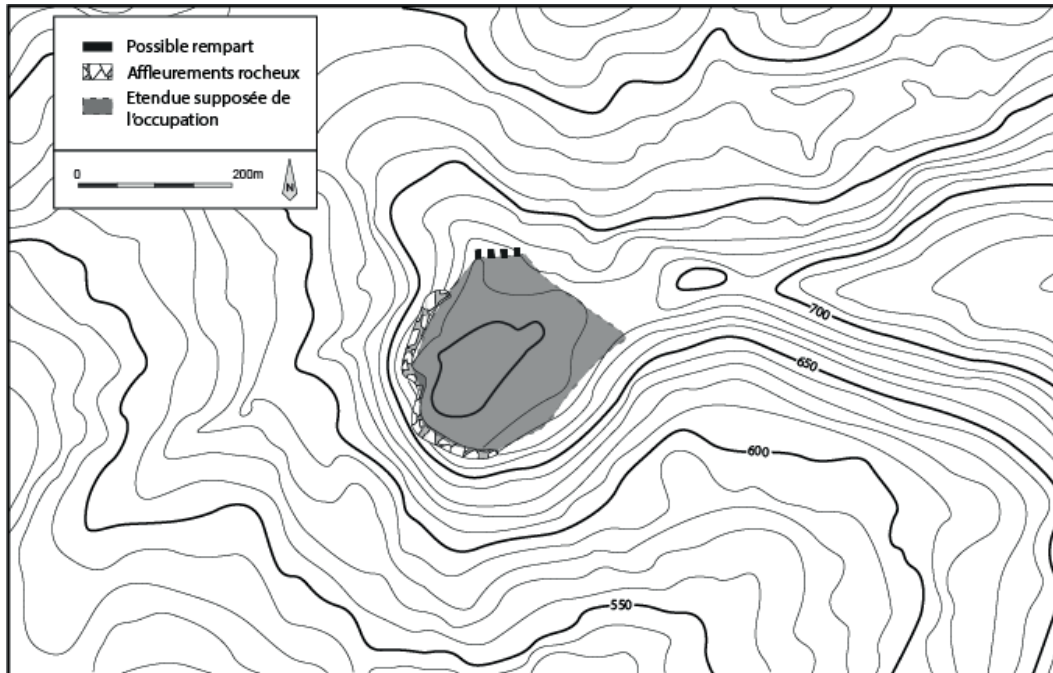 Possible rempart
Affleurements rocheux
Etendue supposée de
l'occupation
0 200m
N
700
650
600
550